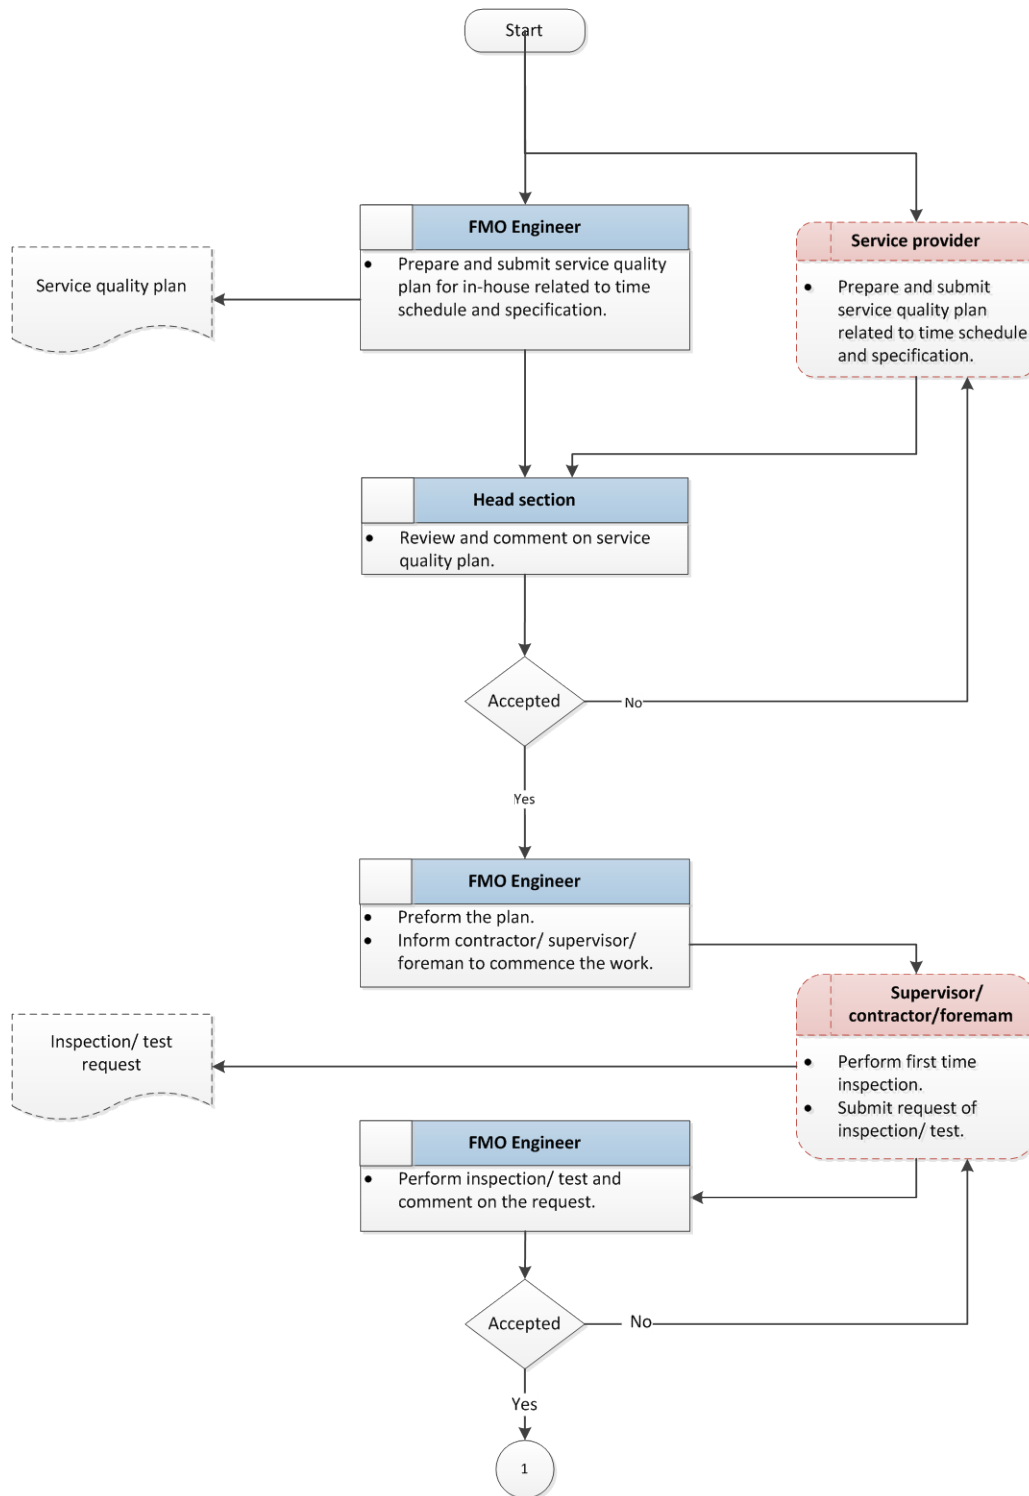 Start
FMO Engineer
● Prepare and submit service quality
plan for in-house related to time
schedule and specification.
Service quality plan
Service provider
● Prepare and submit
service quality plan
related to time schedule
and specification.
Head section
● Review and comment on service
quality plan.
Accepted
No
Yes
FMO Engineer
● Preform the plan.
● Inform contractor/ supervisor/
foreman to commence the work.
Supervisor/
contractor/foremam
● Perform first time
inspection.
● Submit request of
inspection/ test.
Inspection/ test
request
FMO Engineer
● Perform inspection/ test and
comment on the request.
Accepted
No
Yes
1